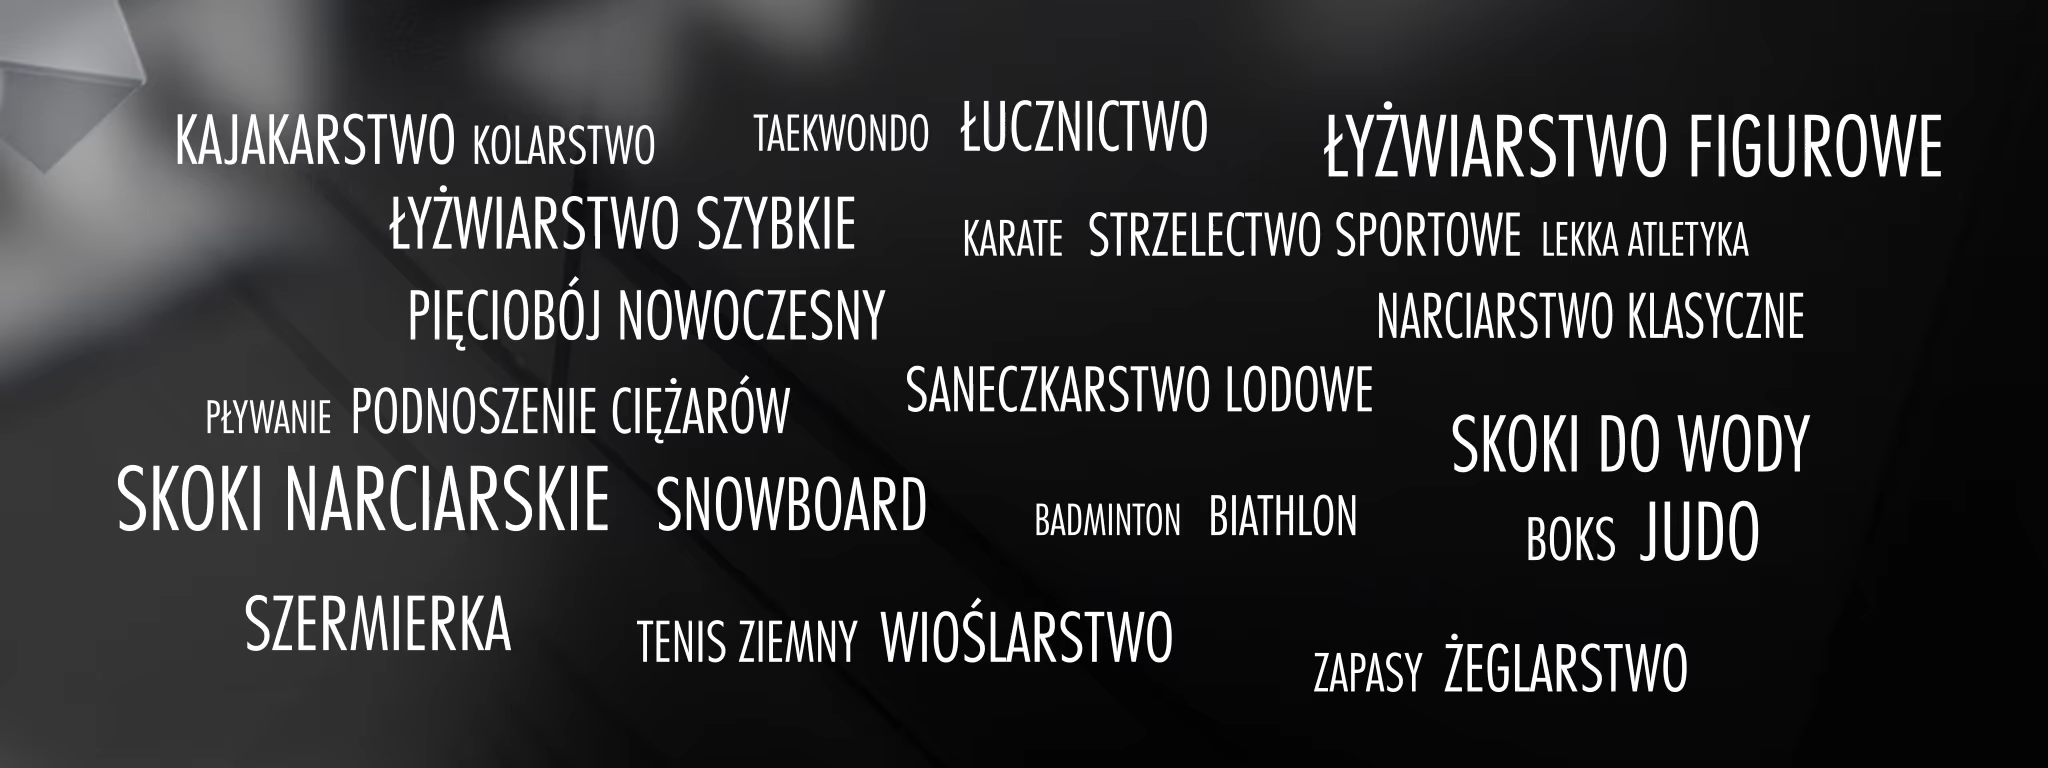 KAJAKARSTWO KOLARSTWO TAEKWONDO ŁUCZNICTWO ŁYŻWIARSTWO FIGUROWE
ŁYŻWIARSTWO SZYBKIE KARATE STRZELECTWO SPORTOWE LEKKA ATLETYKA
PIĘCIOBÓJ NOWOCZESNY NARCIARSTWO KLASYCZNE
PŁYWANIE PODNOSZENIE CIĘŻARÓW SANECZKARSTWO LODOWE
SKOKI DO WODY
SKOKI NARCIARSKIE SNOWBOARD BADMINTON BIATHLON BOKS JUDO
SZERMIERKA TENIS ZIEMNY WIOŚLARSTWO
ZAPASY ŻEGLARSTWO